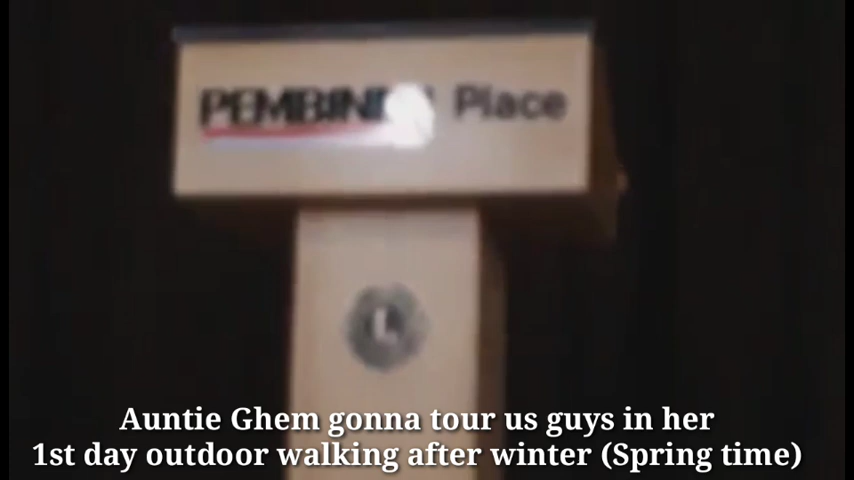 Place
L
Auntie Ghem gonna tour us guys in her
1st day outdoor walking after winter (Spring time)